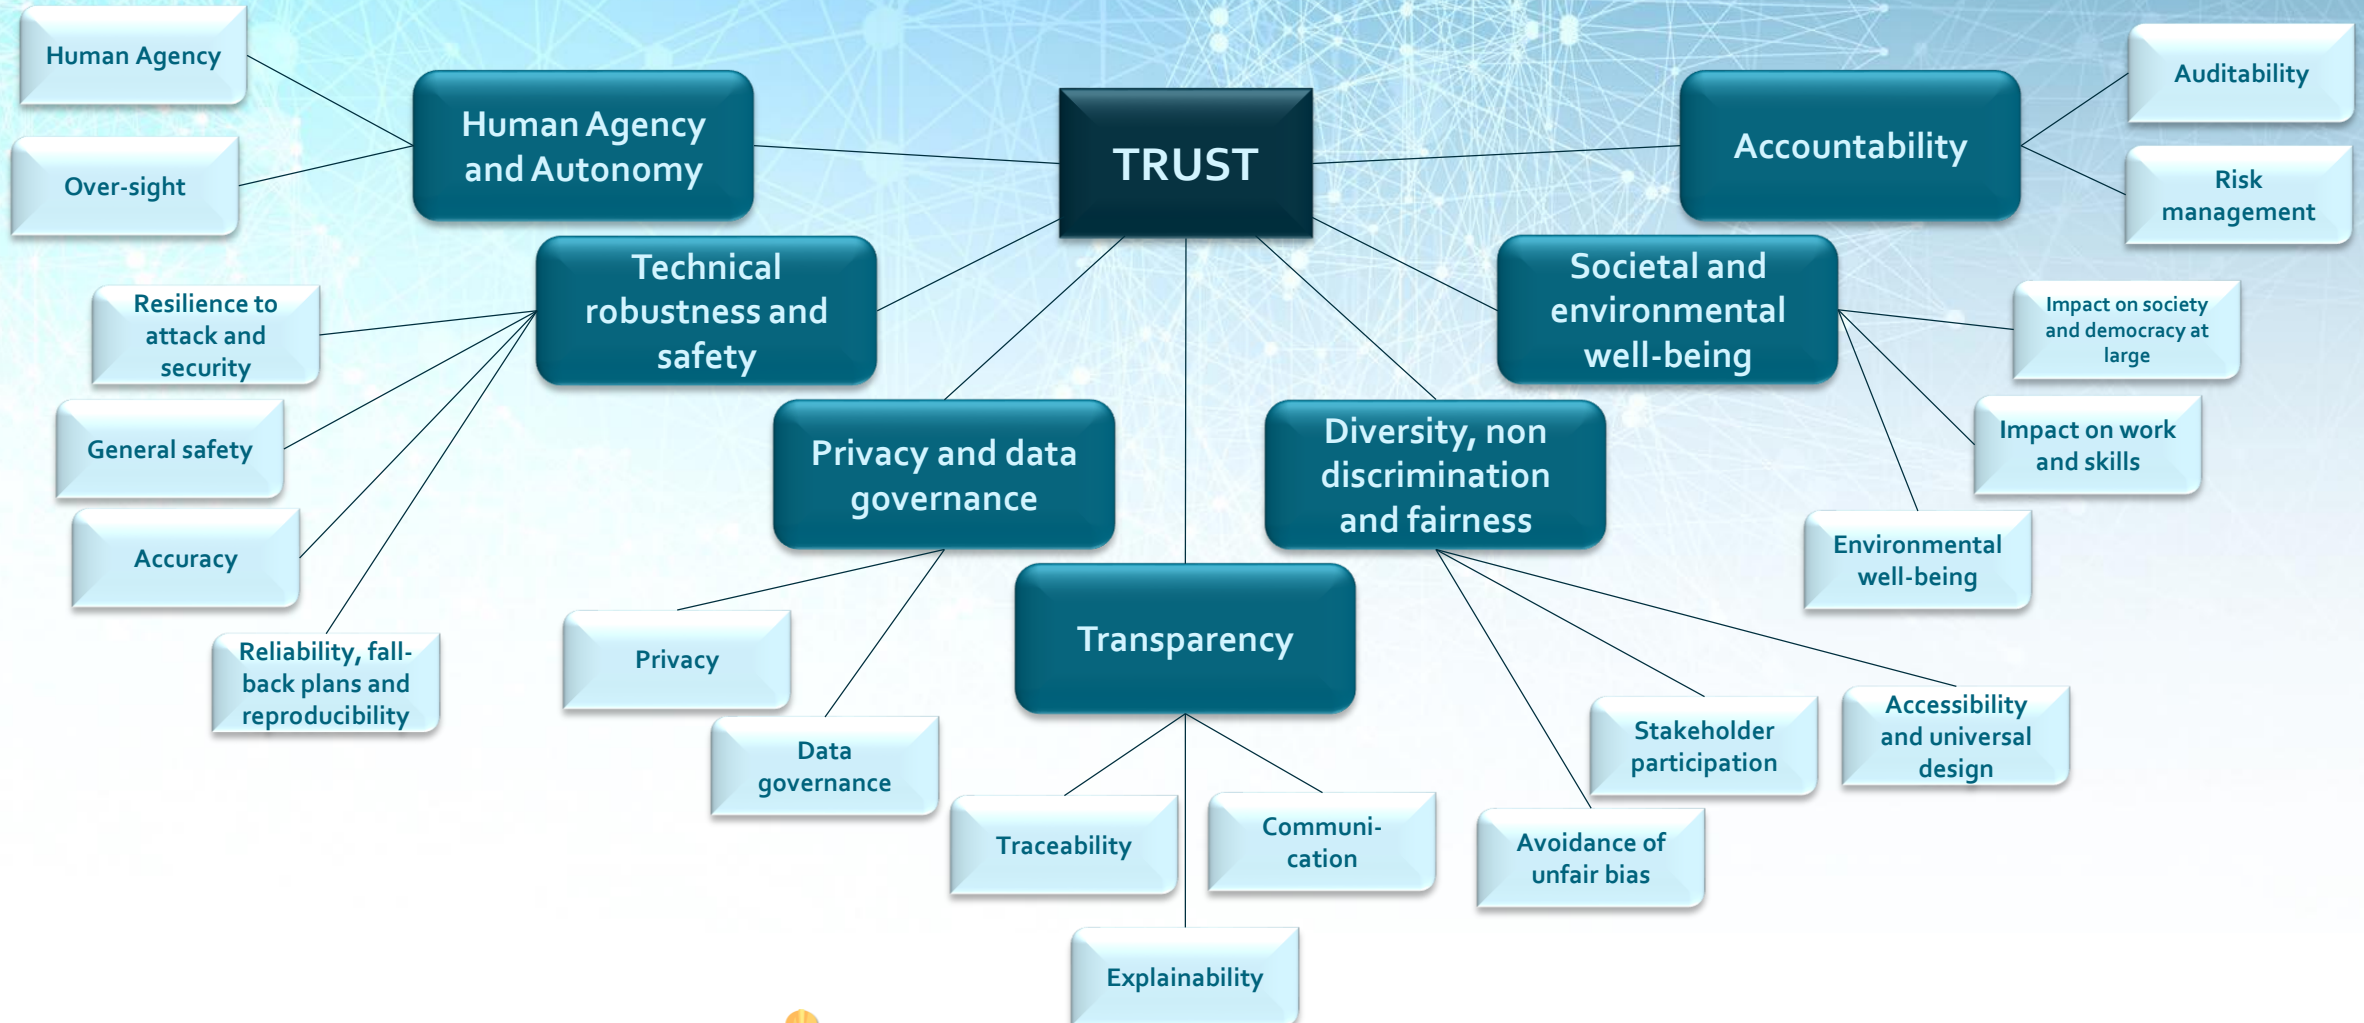 TRUST
Human Agency
and Autonomy
Human Agency
Over-sight
Technical
robustness and
safety
Resilience to
attack and
security
General safety
Accuracy
Reliability, fall-
back plans and
reproducibility
Privacy and data
governance
Privacy
Data
governance
Transparency
Traceability
Explainability
Communi-
cation
Diversity, non
discrimination
and fairness
Avoidance of
unfair bias
Stakeholder
participation
Accessibility
and universal
design
Societal and
environmental
well-being
Impact on society
and democracy at
large
Impact on work
and skills
Environmental
well-being
Accountability
Auditability
Risk
management